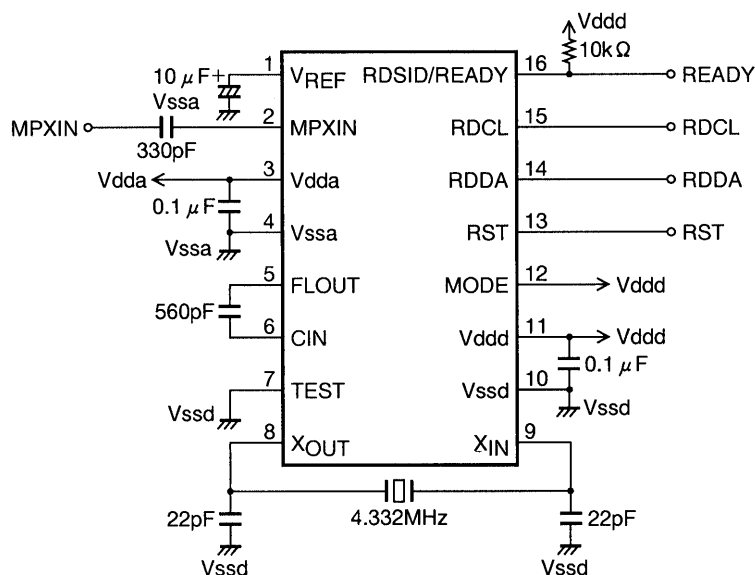 Vddd
10kΩ
10μF+
1
VREF
RDSID/READY
16
READY
Vssa
MPXIN
2
MPXIN
RDCL
15
RDCL
330pF
Vdda
3
Vdda
RDDA
14
RDDA
0.1μF
4
Vssa
RST
13
RST
Vssa
5
FLOUT
MODE
12
Vddd
560pF
6
CIN
Vddd
11
Vddd
0.1μF
7
TEST
Vssd
10
Vssd
Vssd
8
XOUT
XIN
9
22pF
4.332MHz
22pF
Vssd
Vssd